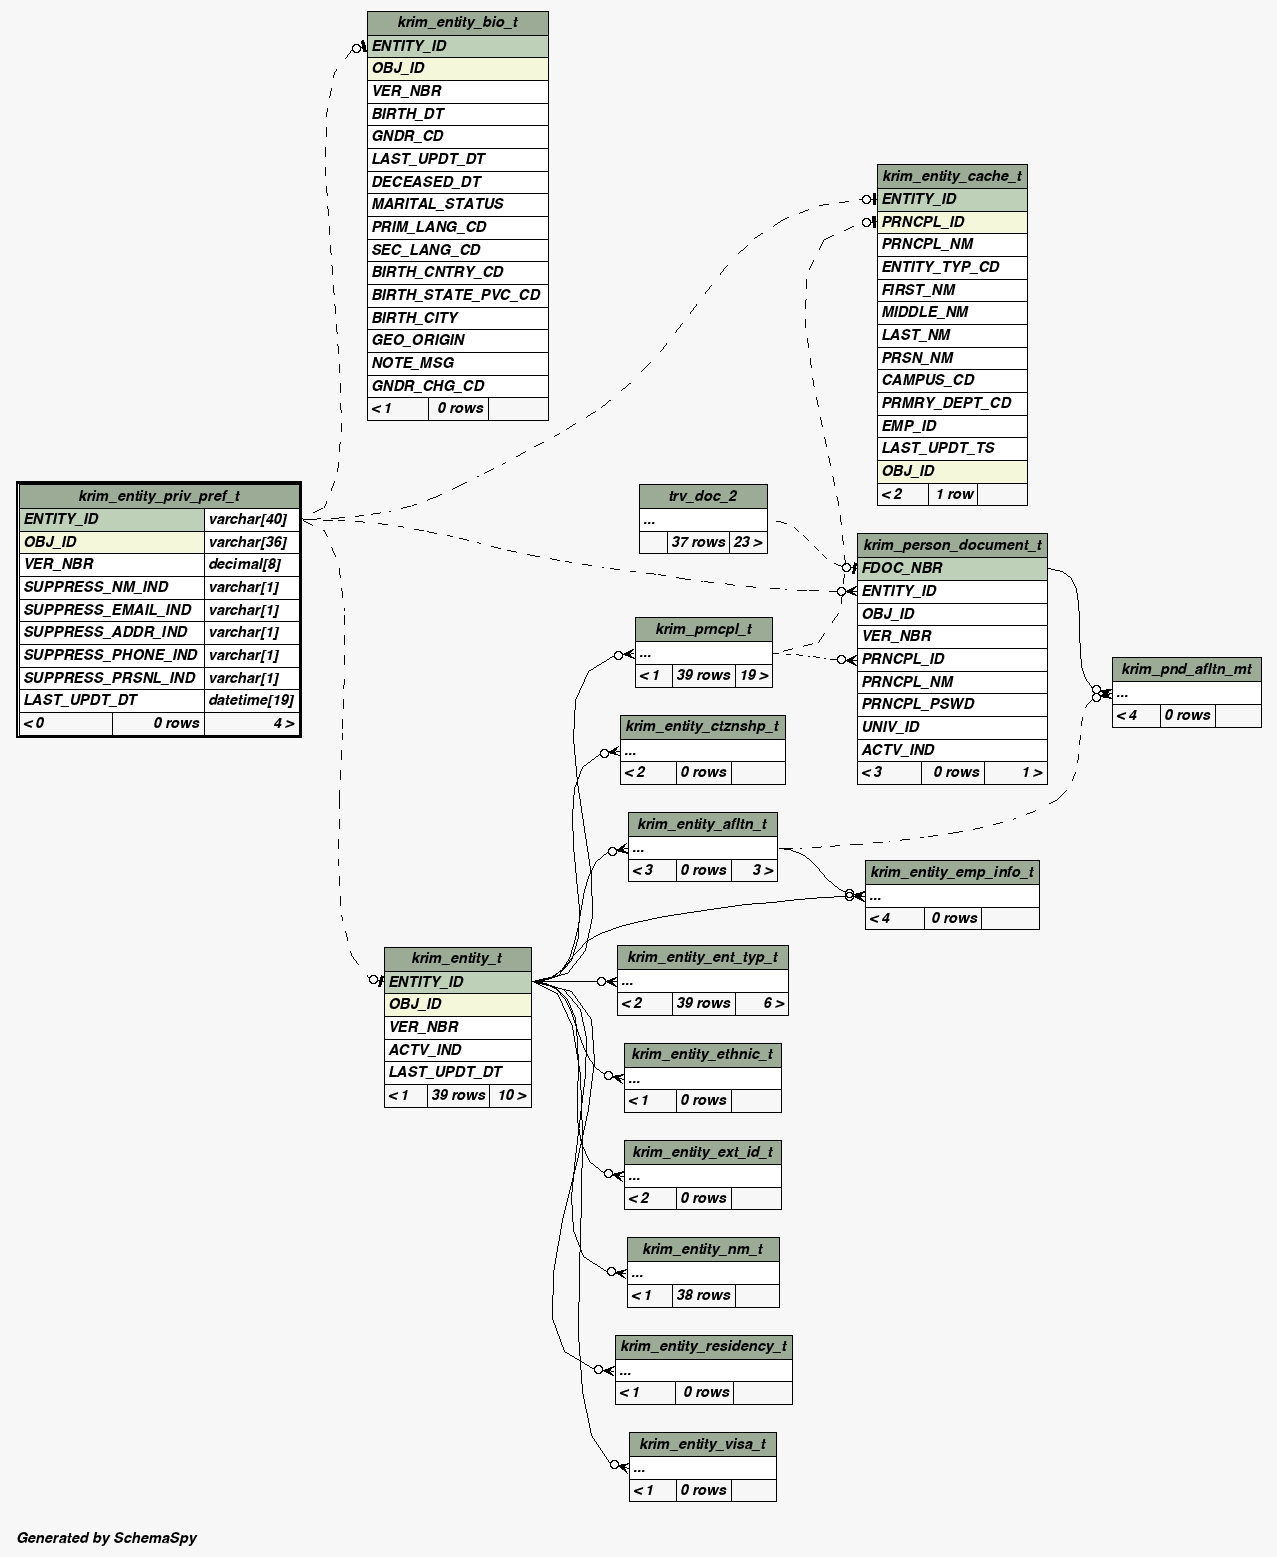 krim_entity_bio_t
ENTITY_ID
OBJ_ID
VER_NBR
BIRTH_DT
GNDR_CD
LAST_UPDT_DT
DECEASED_DT
MARITAL_STATUS
PRIM_LANG_CD
SEC_LANG_CD
BIRTH_CNTRY_CD
BIRTH_STATE_PVC_CD
BIRTH_CITY
GEO_ORIGIN
NOTE_MSG
GNDR_CHG_CD
< 1 0 rows
krim_entity_cache_t
ENTITY_ID
PRNCPL_ID
PRNCPL_NM
ENTITY_TYP_CD
FIRST_NM
MIDDLE_NM
LAST_NM
PRSN_NM
CAMPUS_CD
PRMRY_DEPT_CD
EMP_ID
LAST_UPDT_TS
OBJ_ID
< 2 1 row
krim_entity_priv_pref_t
ENTITY_ID varchar[40]
OBJ_ID varchar[36]
VER_NBR decimal[8]
SUPPRESS_NM_IND varchar[1]
SUPPRESS_EMAIL_IND varchar[1]
SUPPRESS_ADDR_IND varchar[1]
SUPPRESS_PHONE_IND varchar[1]
SUPPRESS_PRSNL_IND varchar[1]
LAST_UPDT_DT datetime[19]
< 0 0 rows 4 >
trv_doc_2
...
37 rows 23 >
krim_person_document_t
FDOC_NBR
ENTITY_ID
OBJ_ID
VER_NBR
PRNCPL_ID
PRNCPL_NM
PRNCPL_PSWD
UNIV_ID
ACTV_IND
< 3 0 rows 1 >
krim_prncpl_t
...
< 1 39 rows 19 >
krim_pnd_afltn_mt
...
< 4 0 rows
krim_entity_ctznshp_t
...
< 2 0 rows
krim_entity_afltn_t
...
< 3 0 rows 3 >
krim_entity_emp_info_t
...
< 4 0 rows
krim_entity_t
ENTITY_ID
OBJ_ID
VER_NBR
ACTV_IND
LAST_UPDT_DT
< 1 39 rows 10 >
krim_entity_ent_typ_t
...
< 2 39 rows 6 >
krim_entity_ethnic_t
...
< 1 0 rows
krim_entity_ext_id_t
...
< 2 0 rows
krim_entity_nm_t
...
< 1 38 rows
krim_entity_residency_t
...
< 1 0 rows
krim_entity_visa_t
...
< 1 0 rows
Generated by SchemaSpy